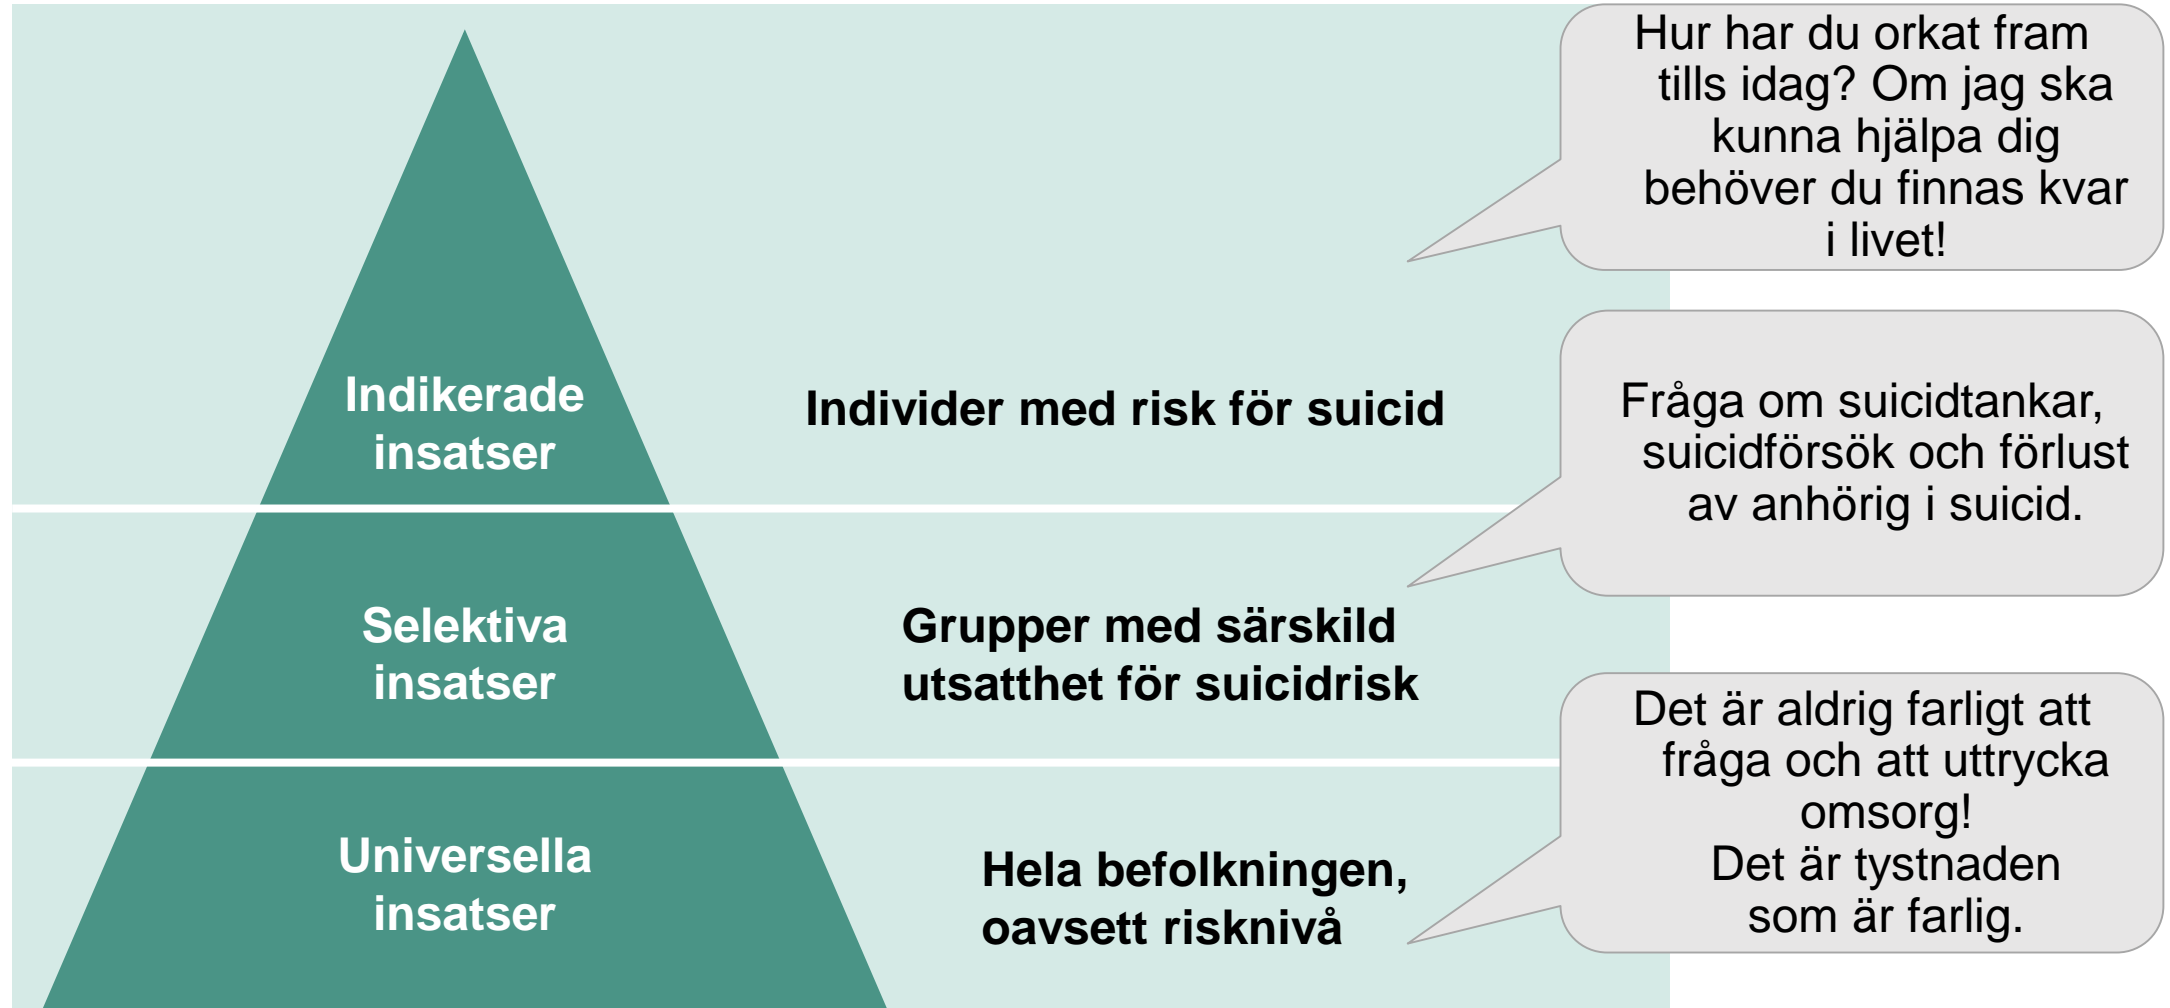 Indikerade
insatser
Individer med risk för suicid
Hur har du orkat fram
tills idag? Om jag ska
kunna hjälpa dig
behöver du finnas kvar
i livet!
Selektiva
insatser
Grupper med särskild
utsatthet för suicidrisk
Fråga om suicidtankar,
suicidförsök och förlust
av anhörig i suicid.
Universella
insatser
Hela befolkningen,
oavsett risknivå
Det är aldrig farligt att
fråga och att uttrycka
omsorg!
Det är tystnaden
som är farlig.